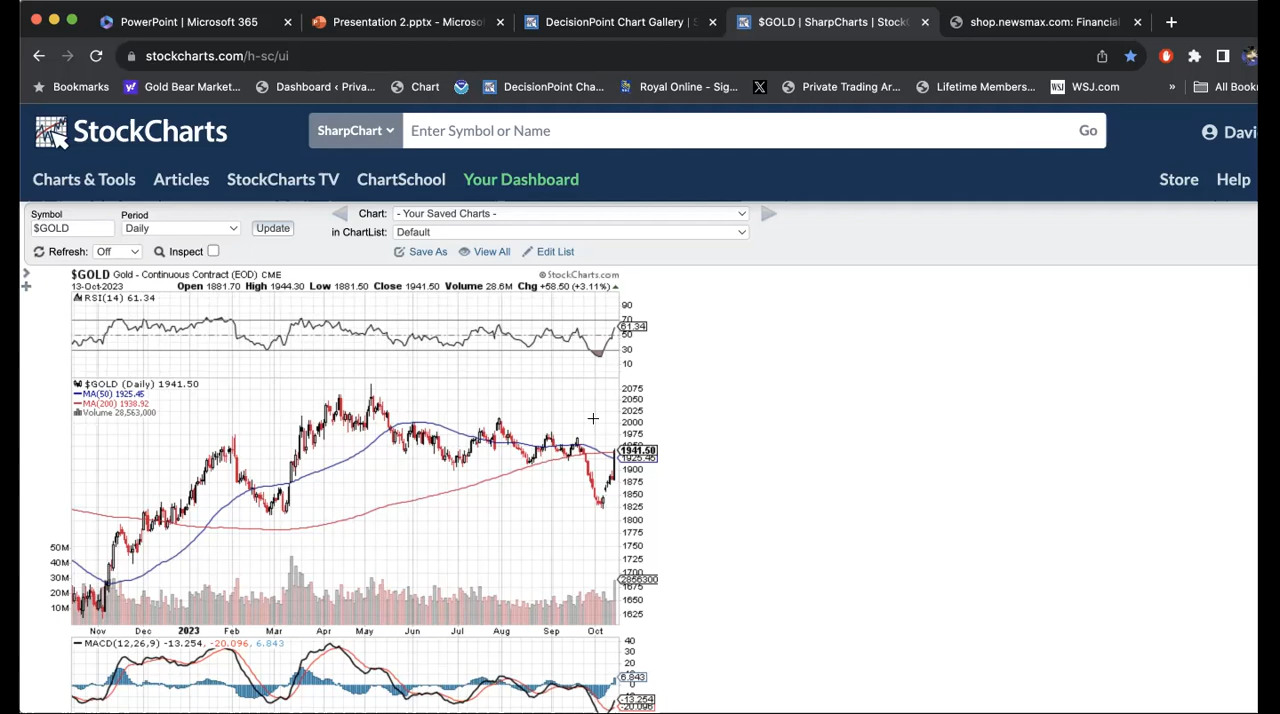 PowerPoint | Microsoft 365
Presentation 2.pptx - Microso
DecisionPoint Chart Gallery | S
$GOLD | SharpCharts | Stock
shop.newsmax.com: Financial
stockcharts.com/h-sc/ui
Bookmarks
Gold Bear Market...
Dashboard ‹ Priva...
Chart
DecisionPoint Cha...
Royal Online - Sig...
Private Trading Ar...
Lifetime Members...
WSJ
WSJ.com
»
All Book
StockCharts
SharpChart
Enter Symbol or Name
Go
Davi
Charts & Tools
Articles
StockCharts TV
ChartSchool
Your Dashboard
Store
Help
Symbol
Period
$GOLD
Daily
Update
Chart:
- Your Saved Charts -
in ChartList:
Default
Refresh:
Off
Inspect
Save As
View All
Edit List
$GOLD Gold - Continuous Contract (EOD) CME
© StockCharts.com
13-Oct-2023
Open 1881.70 High 1944.30 Low 1881.50 Close 1941.50 Volume 28.6M Chg +58.50 (+3.11%)
RSI(14) 61.34
90
70
61.34
50
30
10
$GOLD (Daily) 1941.50
MA(50) 1925.45
MA(200) 1938.92
Volume 28,563,000
2075
2050
2025
2000
1975
1950
1941.50
1925.45
1900
1875
1850
1825
1800
1775
1750
1725
1700
1675
1650
1625
50M
40M
30M
20M
10M
Nov Dec 2023 Feb Mar Apr May Jun Jul Aug Sep Oct
MACD(12,26,9) -13.254, -20.096, 6.843
40
30
20
6.843
0
-13.254
-20.096